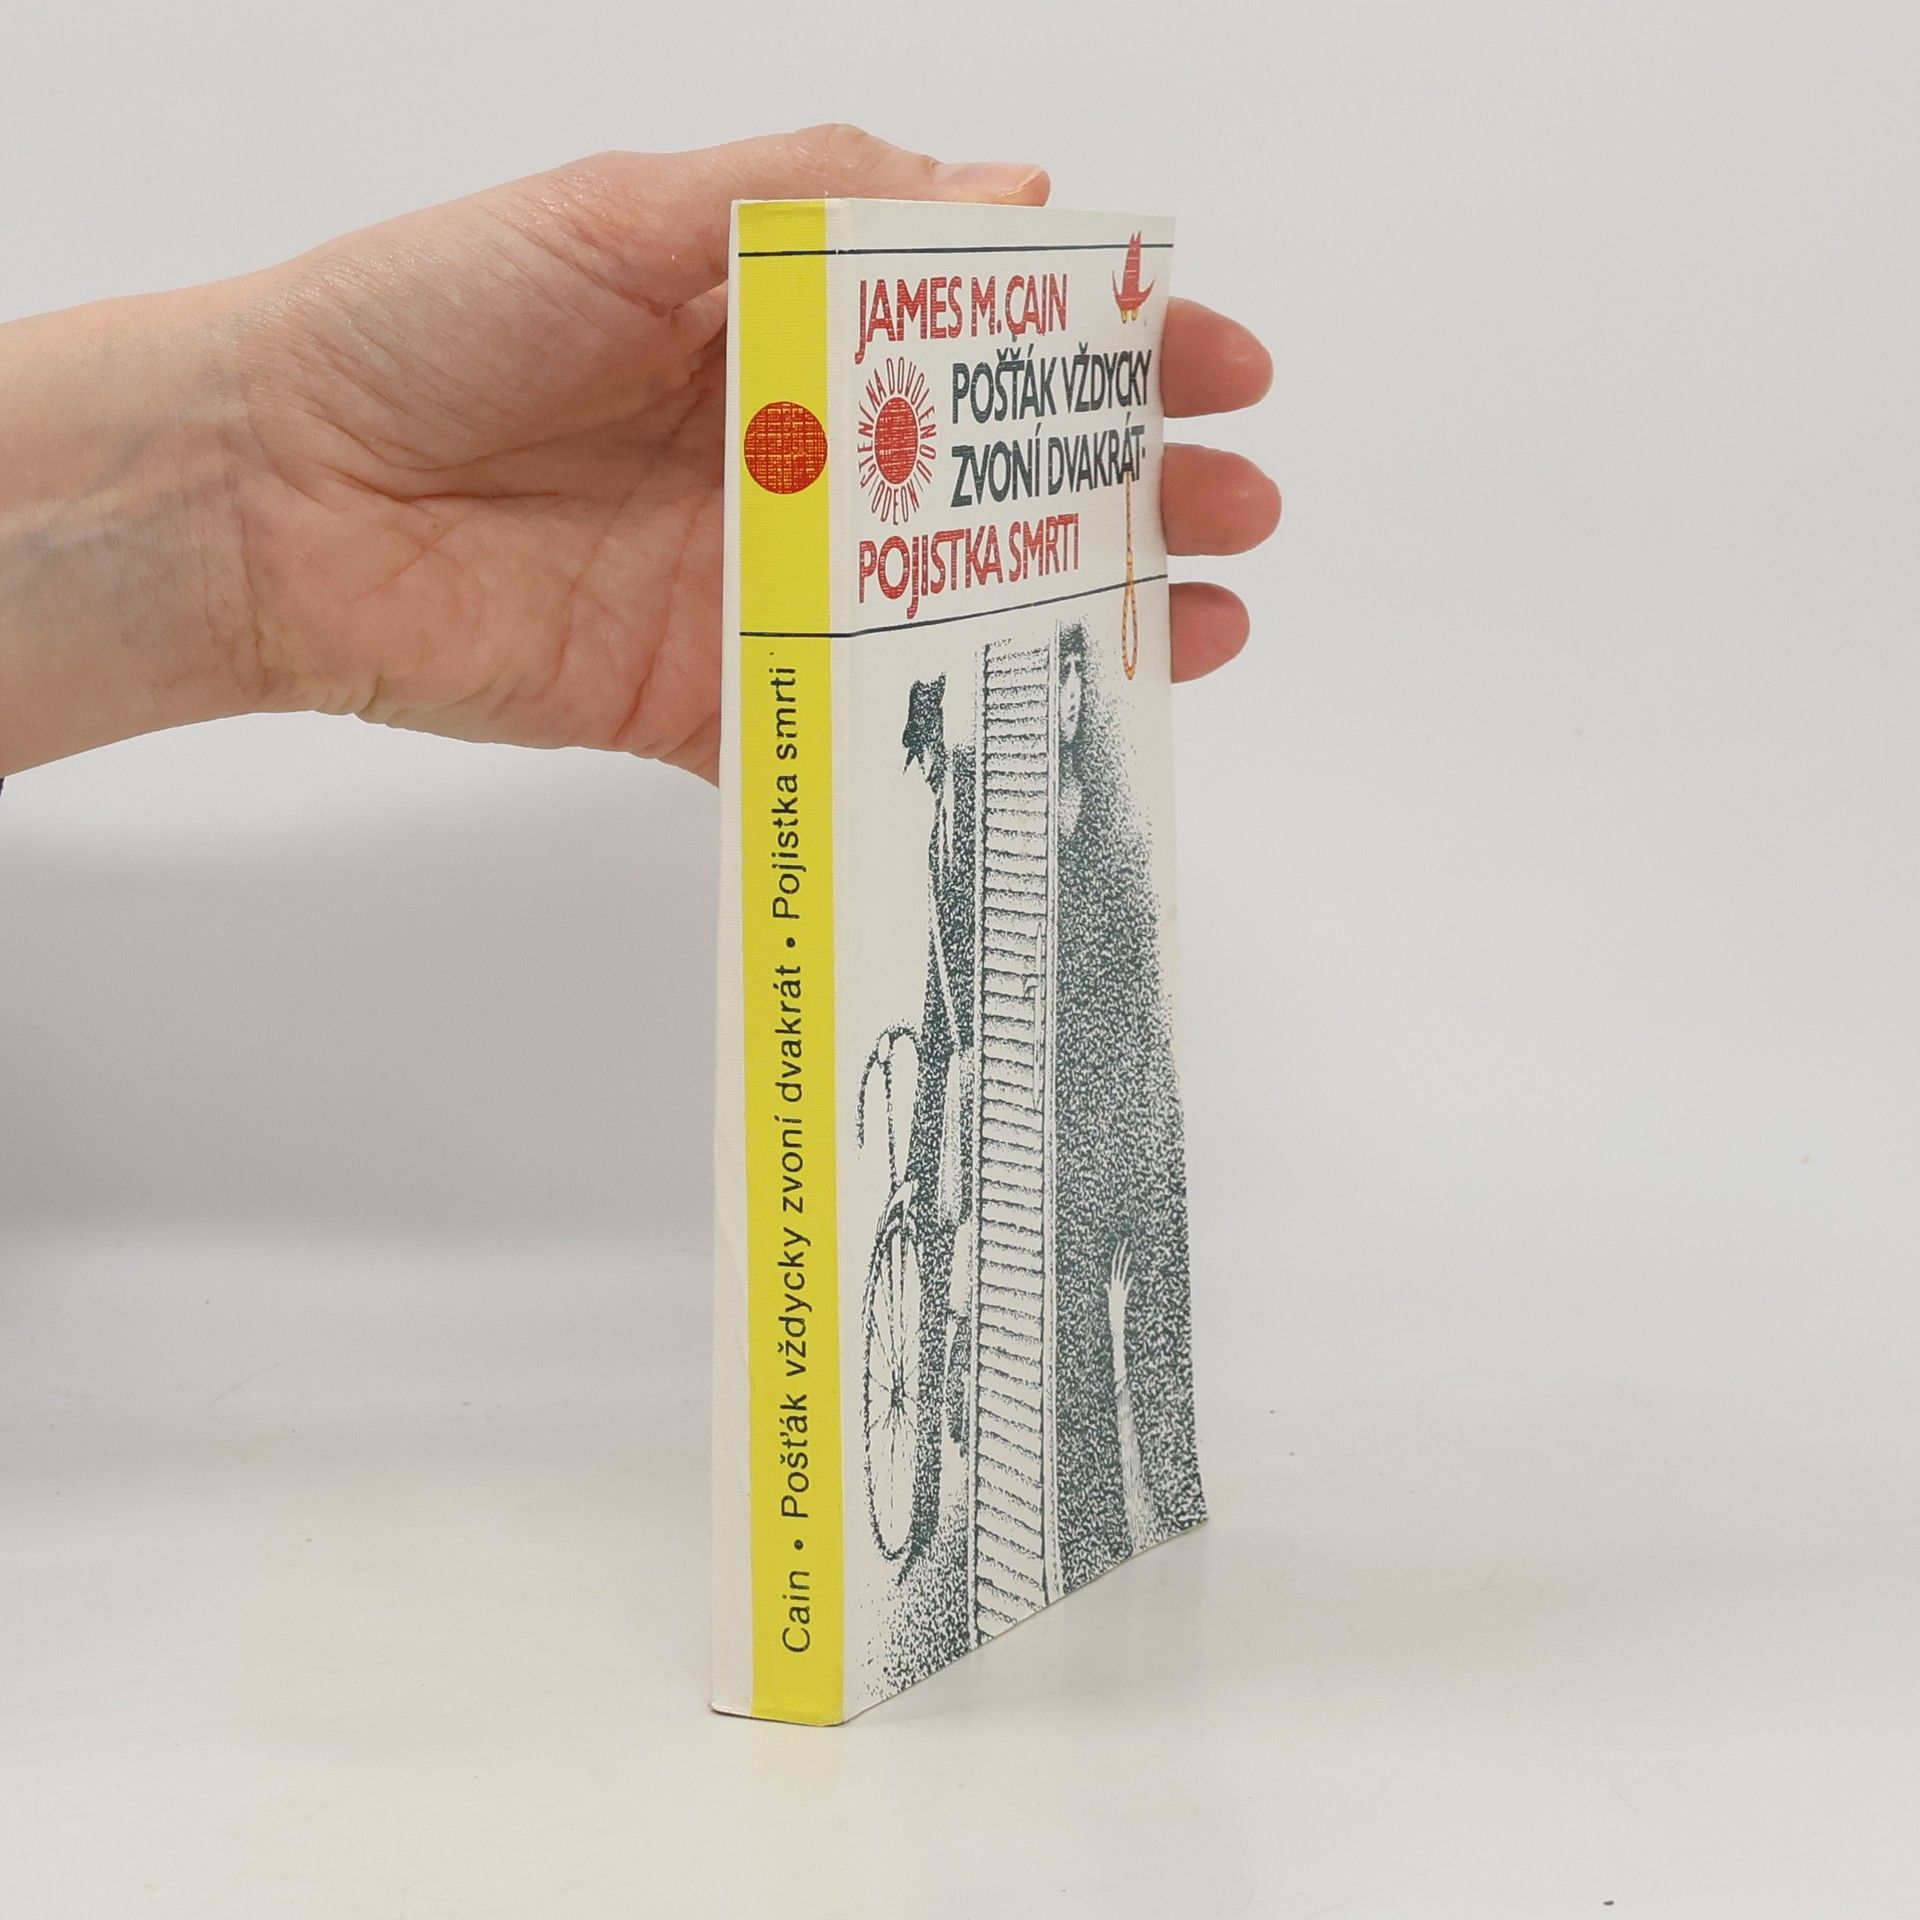 JAMES M. CAIN
POŠŤÁK VŽDYCKY
ZVONÍ DVAKRÁT·
POJISTKA SMRTI
ČTENÍ NA DOVOLENOU
ODEON
Cain • Pošťák vždycky zvoní dvakrát • Pojistka smrti